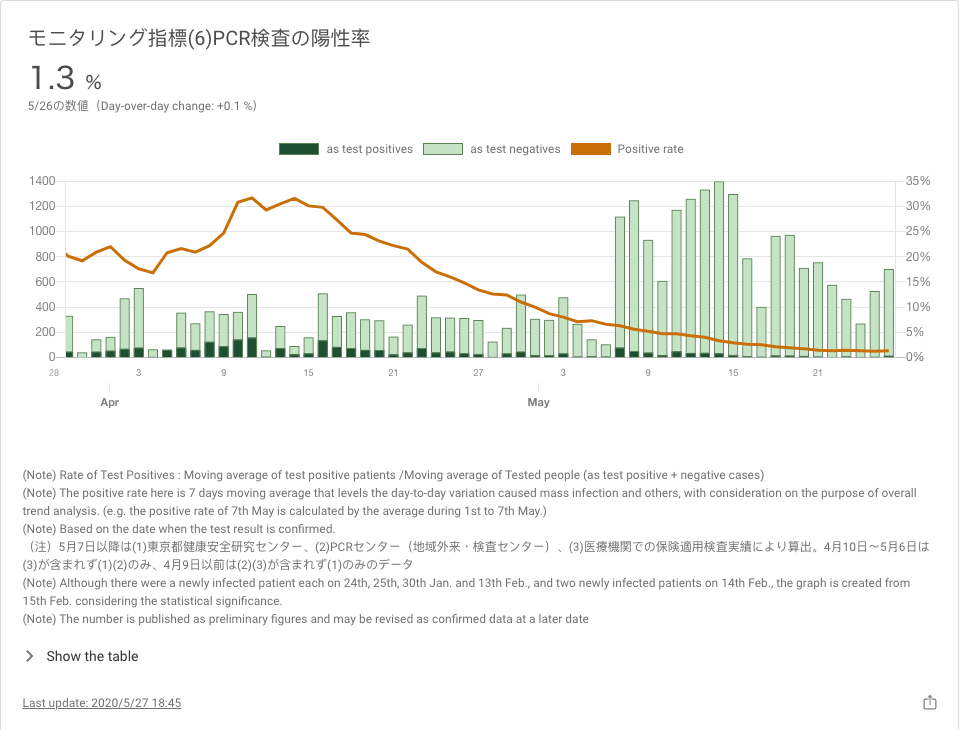 モニタリング指標(6)PCR検査の陽性率
1.3 %
5/26の数値（Day-over-day change: +0.1 %）
as test positives as test negatives Positive rate
1400 35%
1200 30%
1000 25%
800 20%
600 15%
400 10%
200 5%
0 0%
28 3 9 15 21 27 3 9 15 21
Apr May
(Note) Rate of Test Positives : Moving average of test positive patients /Moving average of Tested people (as test positive + negative cases)
(Note) The positive rate here is 7 days moving average that levels the day-to-day variation caused mass infection and others, with consideration on the purpose of overall
trend analysis. (e.g. the positive rate of 7th May is calculated by the average during 1st to 7th May.)
(Note) Based on the date when the test result is confirmed.
（注）5月7日以降は(1)東京都健康安全研究センター、(2)PCRセンター（地域外来・検査センター）、(3)医療機関での保険適用検査実績により算出。4月10日～5月6日は
(3)が含まれず(1)(2)のみ、4月9日以前は(2)(3)が含まれず(1)のみのデータ
(Note) Although there were a newly infected patient each on 24th, 25th, 30th Jan. and 13th Feb., and two newly infected patients on 14th Feb., the graph is created from
15th Feb. considering the statistical significance.
(Note) The number is published as preliminary figures and may be revised as confirmed data at a later date
Show the table
Last update: 2020/5/27 18:45